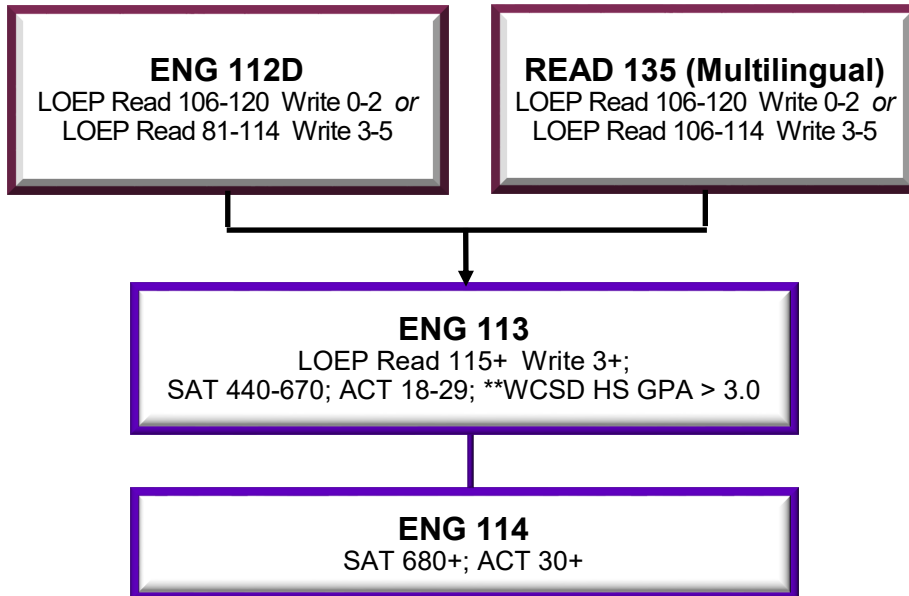 ENG 112D
LOEP Read 106-120 Write 0-2 or
LOEP Read 81-114 Write 3-5
READ 135 (Multilingual)
LOEP Read 106-120 Write 0-2 or
LOEP Read 106-114 Write 3-5
ENG 113
LOEP Read 115+ Write 3+;
SAT 440-670; ACT 18-29; **WCSD HS GPA > 3.0
ENG 114
SAT 680+; ACT 30+